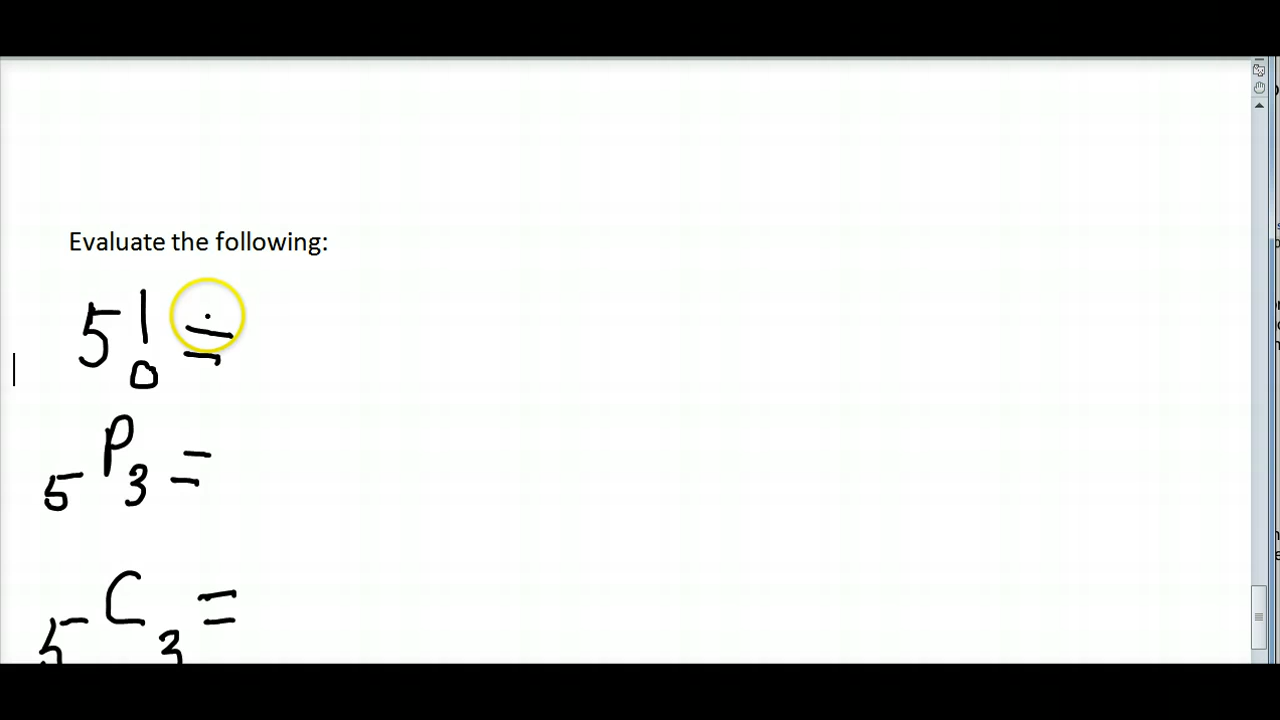 Evaluate the following:
5! =
5P3 =
5C3 =